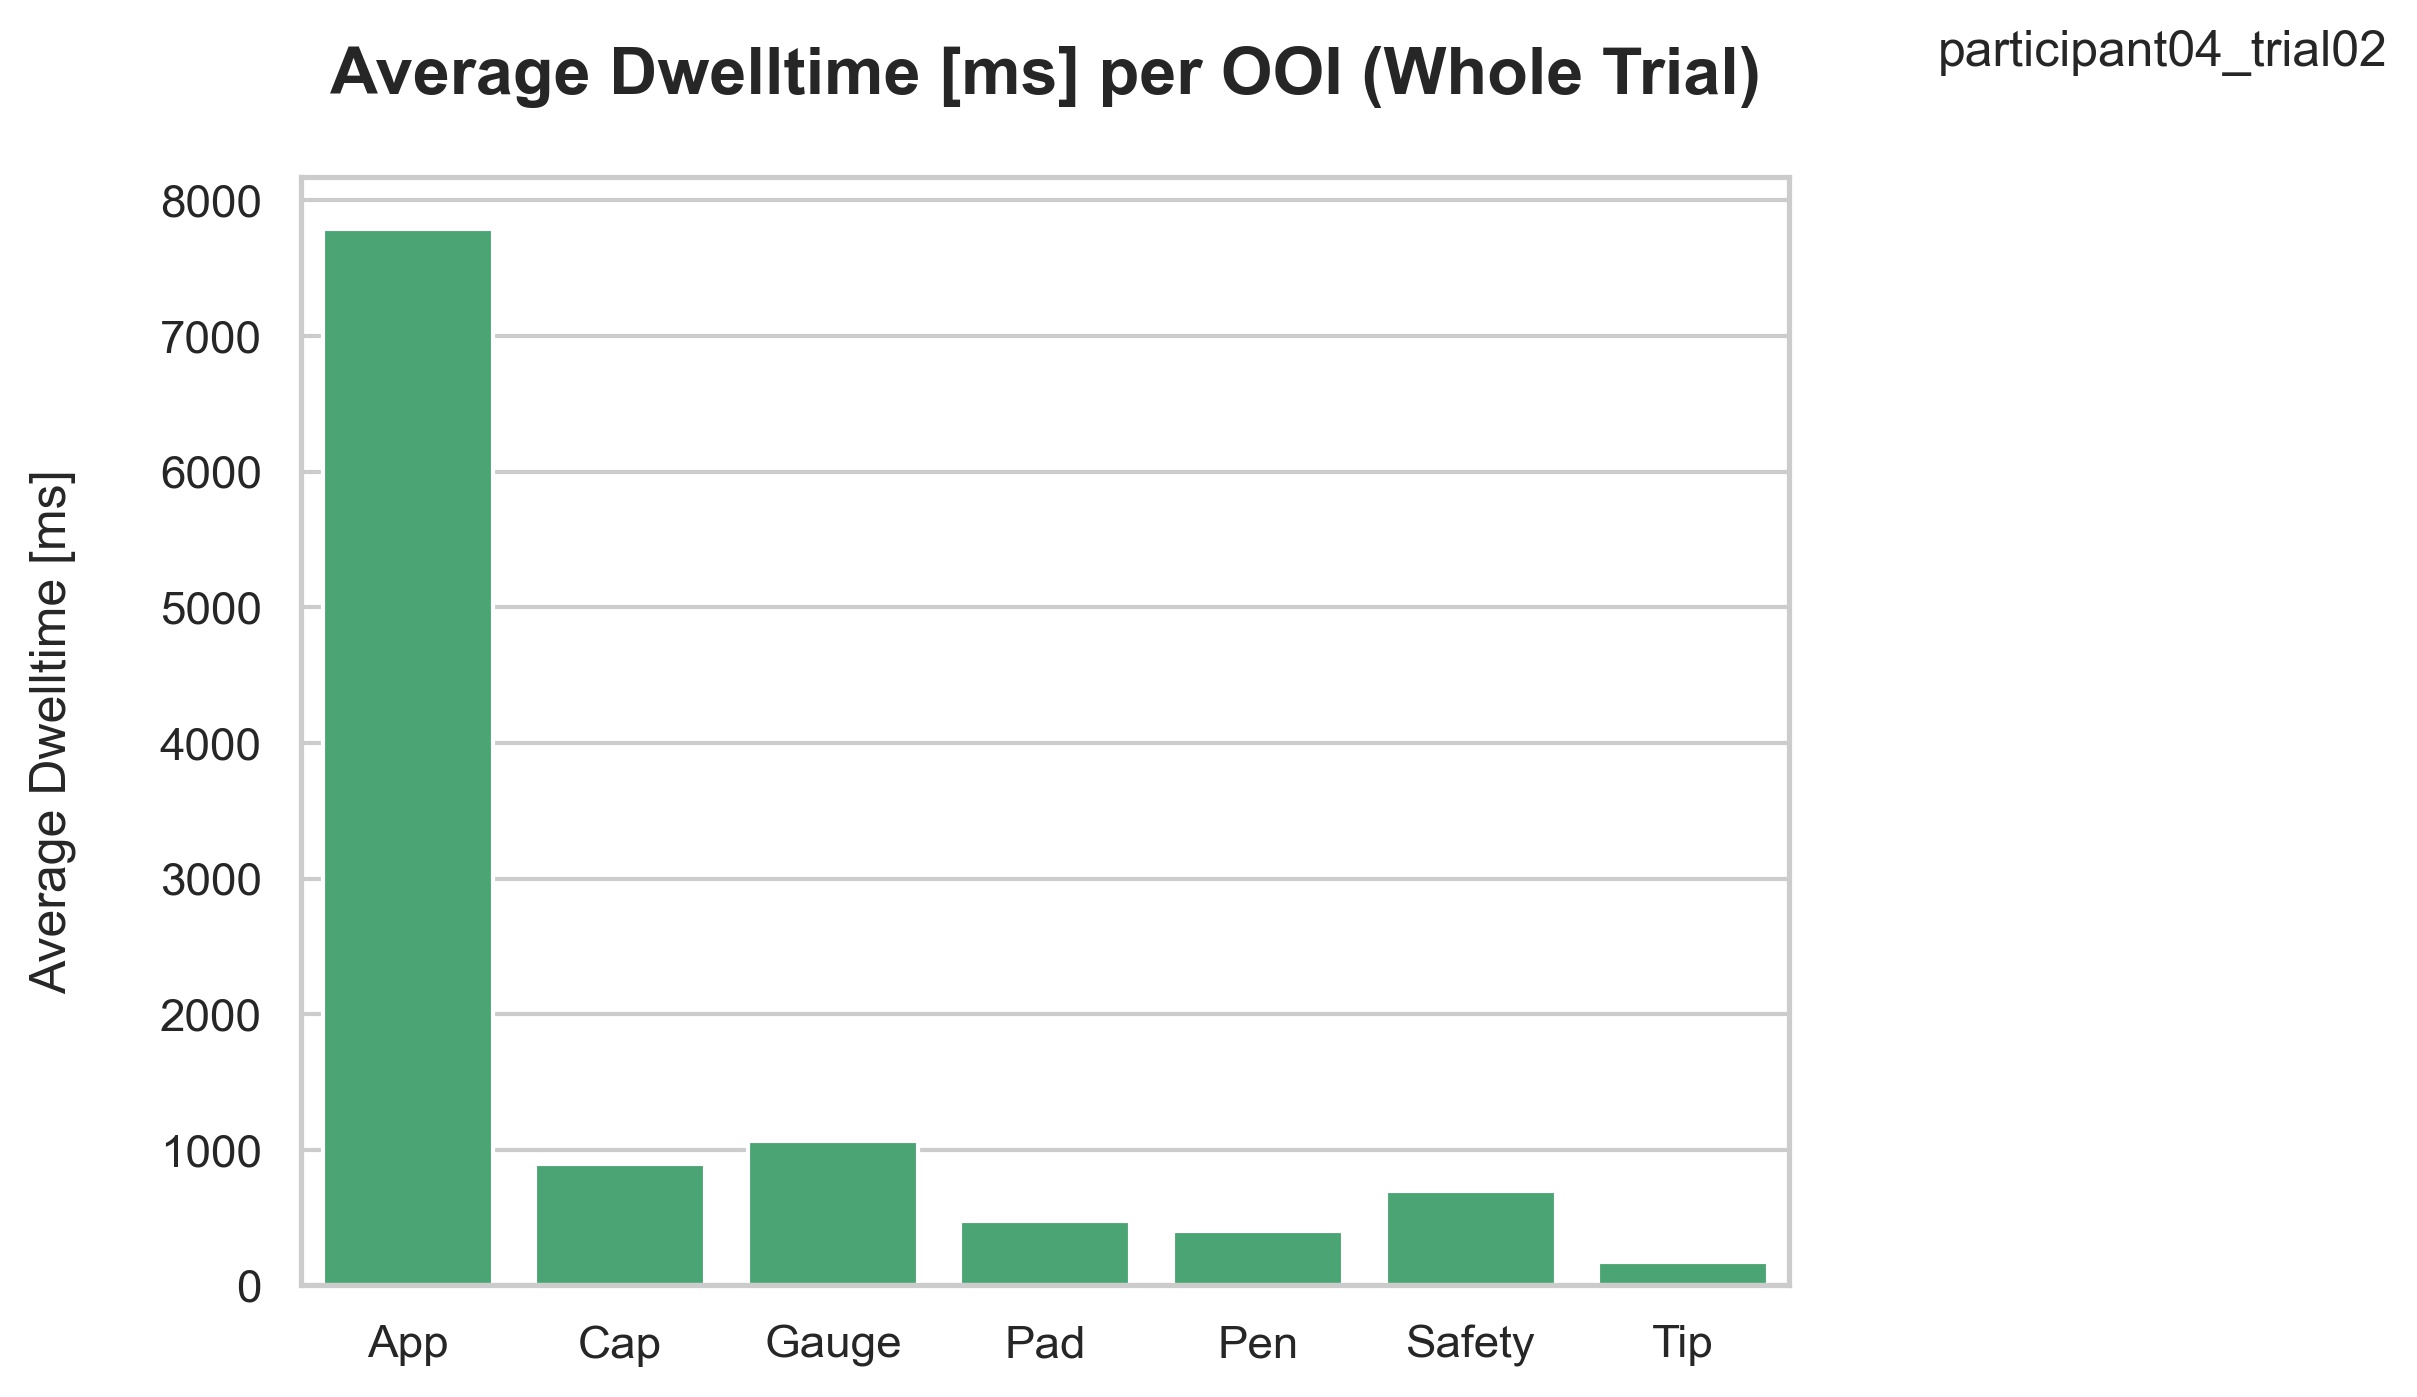 Average Dwelltime [ms] per OOI (Whole Trial)
participant04_trial02
Average Dwelltime [ms]
8000
7000
6000
5000
4000
3000
2000
1000
0
App Cap Gauge Pad Pen Safety Tip